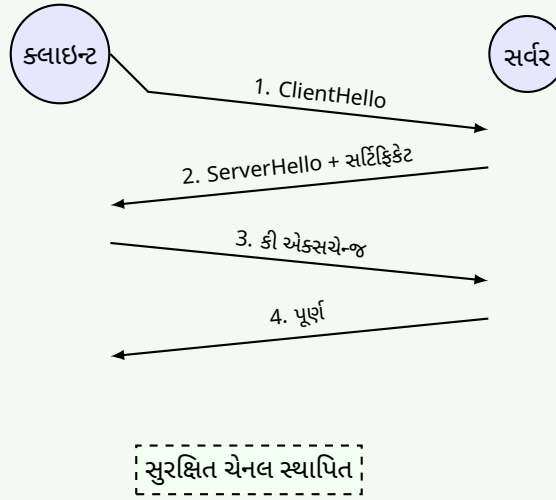 ક્લાઇન્ટ
સર્વર
1. ClientHello
2. ServerHello + સર્ટિફિકેટ
3. કી એક્સચેન્જ
4. પૂર્ણ
સુરક્ષિત ચેનલ સ્થાપિત